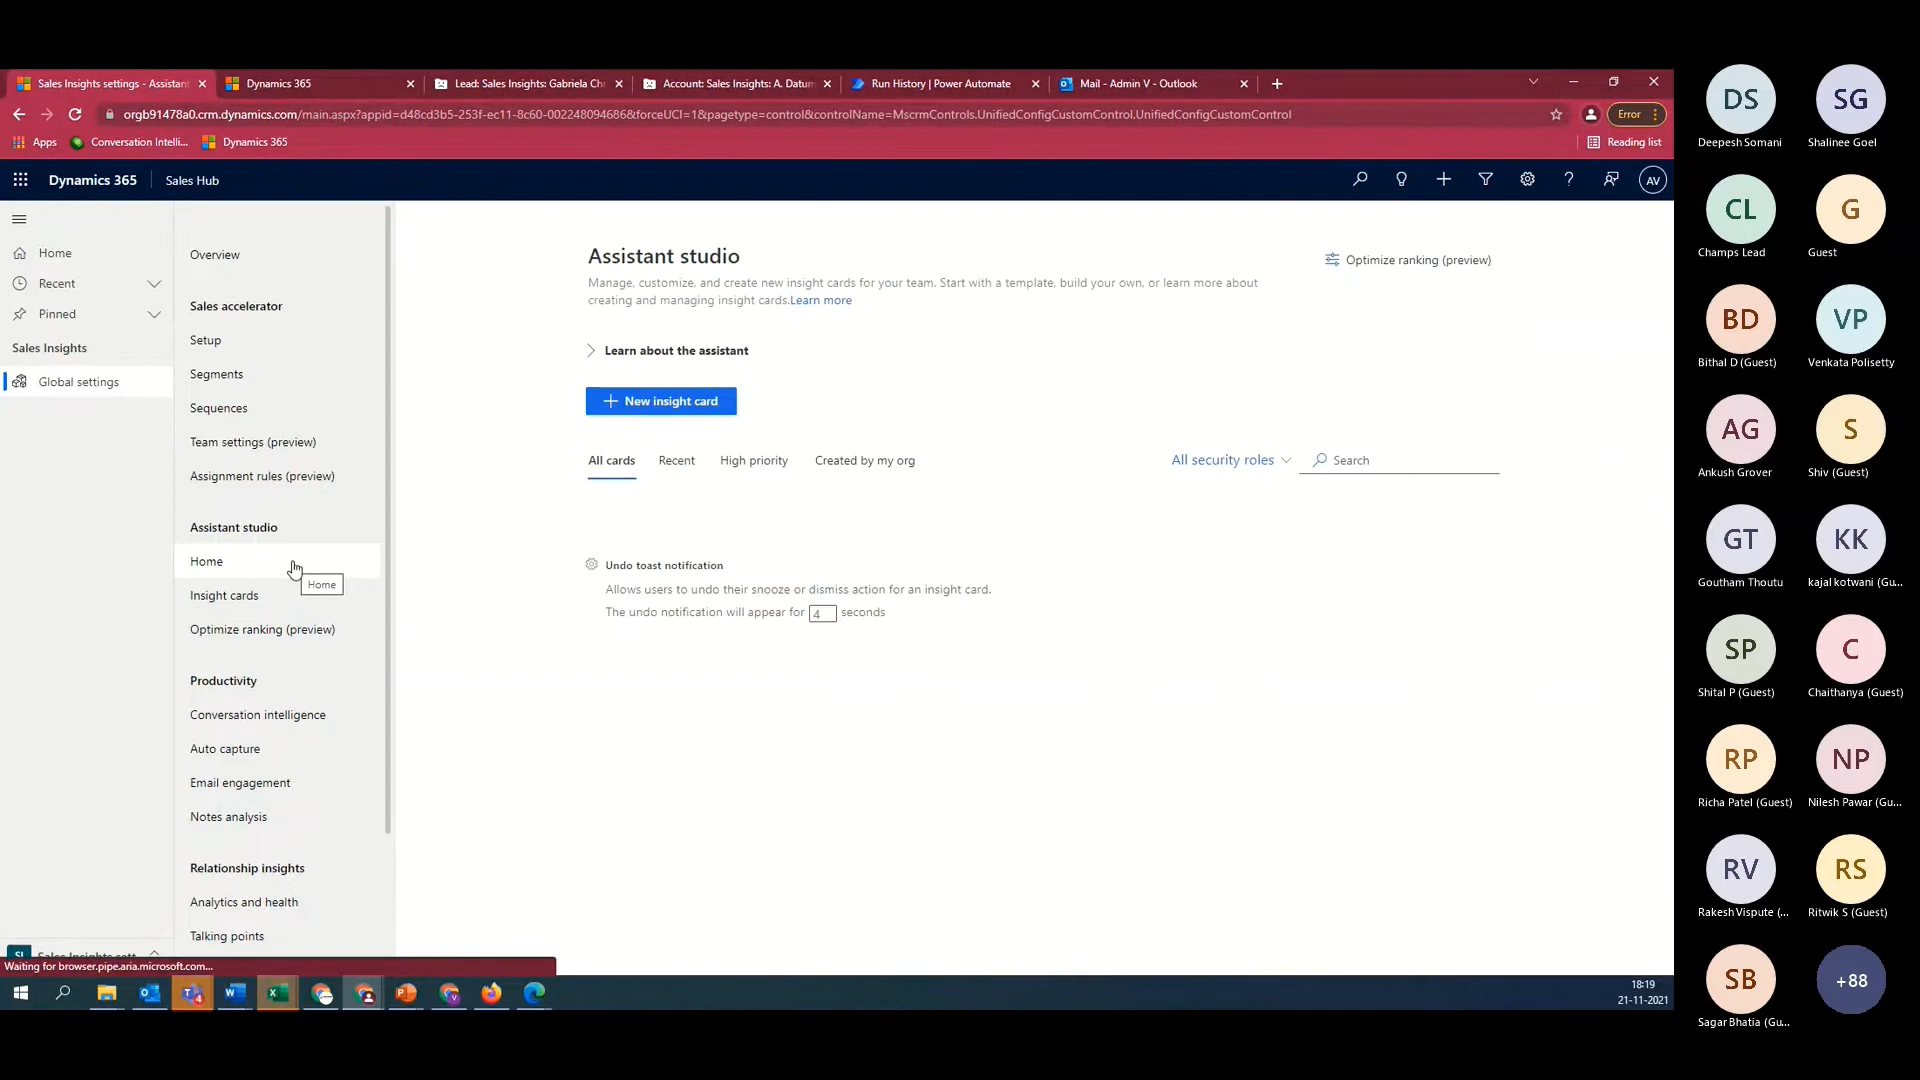 Sales Insights settings - Assistant
Dynamics 365
Lead: Sales Insights: Gabriela Chr
Account: Sales Insights: A. Datum
Run History | Power Automate
Mail - Admin V - Outlook
orgb91478a0.crm.dynamics.com/main.aspx?appid=d48cd3b5-253f-ec11-8c60-002248094686&forceUCI=1&pagetype=control&controlName=MscrmControls.UnifiedConfigCustomControl.UnifiedConfigCustomControl
Error
Apps
Conversation Intelli...
Dynamics 365
Reading list
Dynamics 365
Sales Hub
AV
Home
Recent
Pinned
Sales Insights
Global settings
Overview
Sales accelerator
Setup
Segments
Sequences
Team settings (preview)
Assignment rules (preview)
Assistant studio
Home
Home
Insight cards
Optimize ranking (preview)
Productivity
Conversation intelligence
Auto capture
Email engagement
Notes analysis
Relationship insights
Analytics and health
Talking points
Assistant studio
Optimize ranking (preview)
Manage, customize, and create new insight cards for your team. Start with a template, build your own, or learn more about
creating and managing insight cards.Learn more
Learn about the assistant
New insight card
All cards
Recent
High priority
Created by my org
All security roles
Search
Undo toast notification
Allows users to undo their snooze or dismiss action for an insight card.
The undo notification will appear for 4 seconds
Waiting for browser.pipe.aria.microsoft.com...
18:19
21-11-2021
DS
Deepesh Somani
SG
Shalinee Goel
CL
Champs Lead
G
Guest
BD
Bithal D (Guest)
VP
Venkata Polisetty
AG
Ankush Grover
S
Shiv (Guest)
GT
Goutham Thoutu
KK
kajal kotwani (Gu...
SP
Shital P (Guest)
C
Chaithanya (Guest)
RP
Richa Patel (Guest)
NP
Nilesh Pawar (Gu...
RV
Rakesh Vispute (...
RS
Ritwik S (Guest)
SB
Sagar Bhatia (Gu...
+88